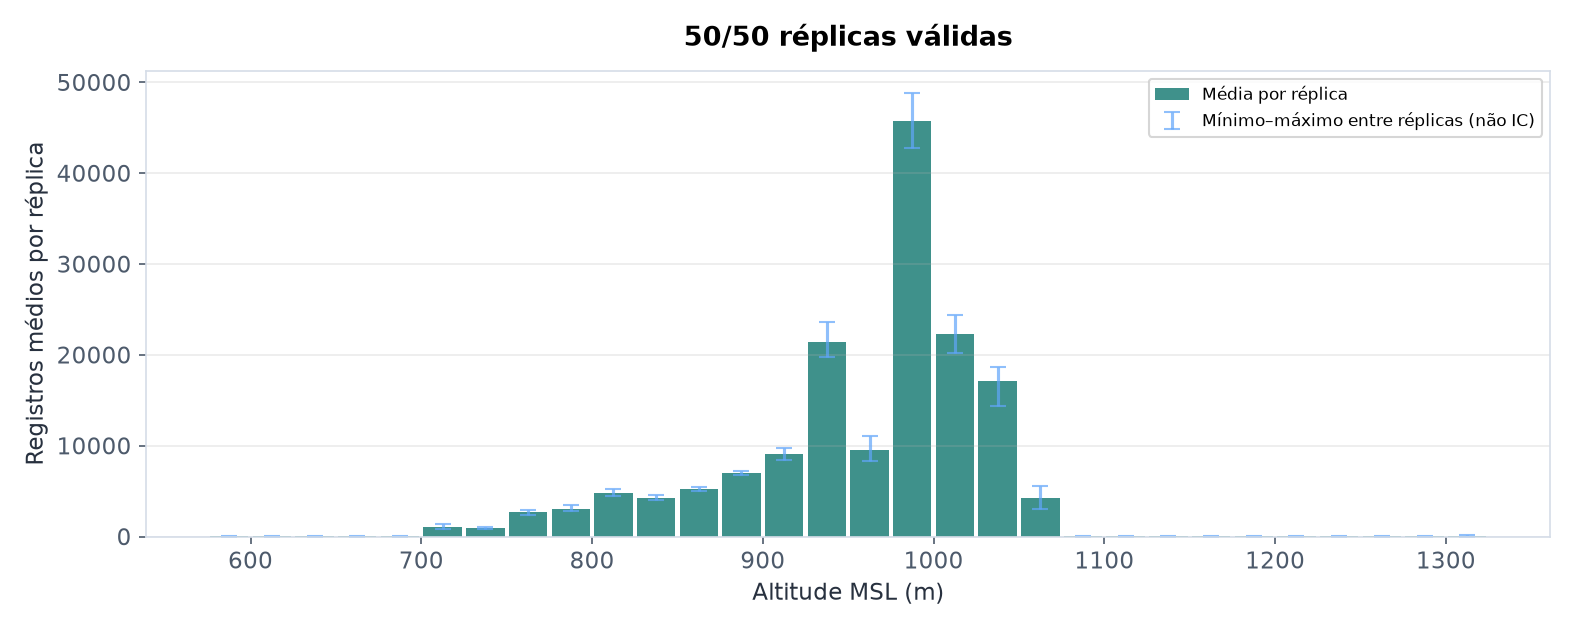 50/50 réplicas válidas
Média por réplica
Mínimo–máximo entre réplicas (não IC)
Registros médios por réplica
50000
40000
30000
20000
10000
0
600 700 800 900 1000 1100 1200 1300
Altitude MSL (m)